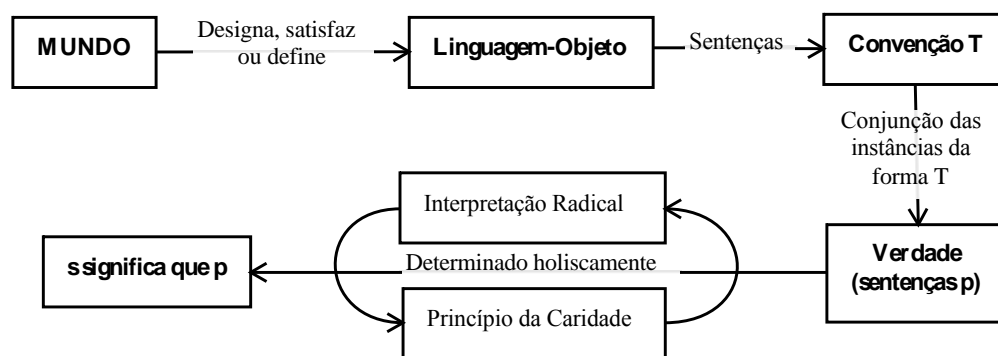 MUNDO
Designa, satisfaz
ou define
Linguagem-Objeto
Sentenças
Convenção T
Conjunção das
instâncias da
forma T
Interpretação Radical
s significa que p
Determinado holiscamente
Verdade
(sentenças p)
Princípio da Caridade